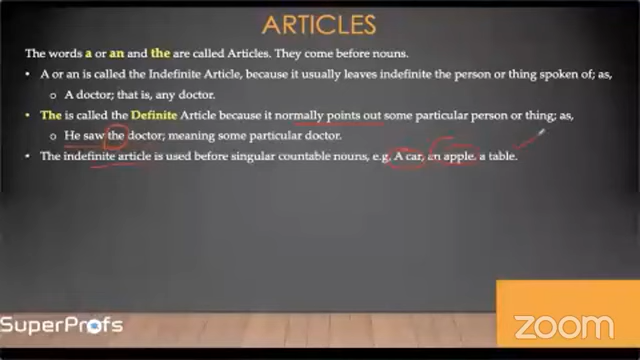 ARTICLES
The words a or an and the are called Articles. They come before nouns.
• A or an is called the Indefinite Article, because it usually leaves indefinite the person or thing spoken of; as,
o A doctor; that is, any doctor.
• The is called the Definite Article because it normally points out some particular person or thing; as,
o He saw the doctor; meaning some particular doctor.
• The indefinite article is used before singular countable nouns, e.g. A car, an apple, a table.
SuperProfs
zoom